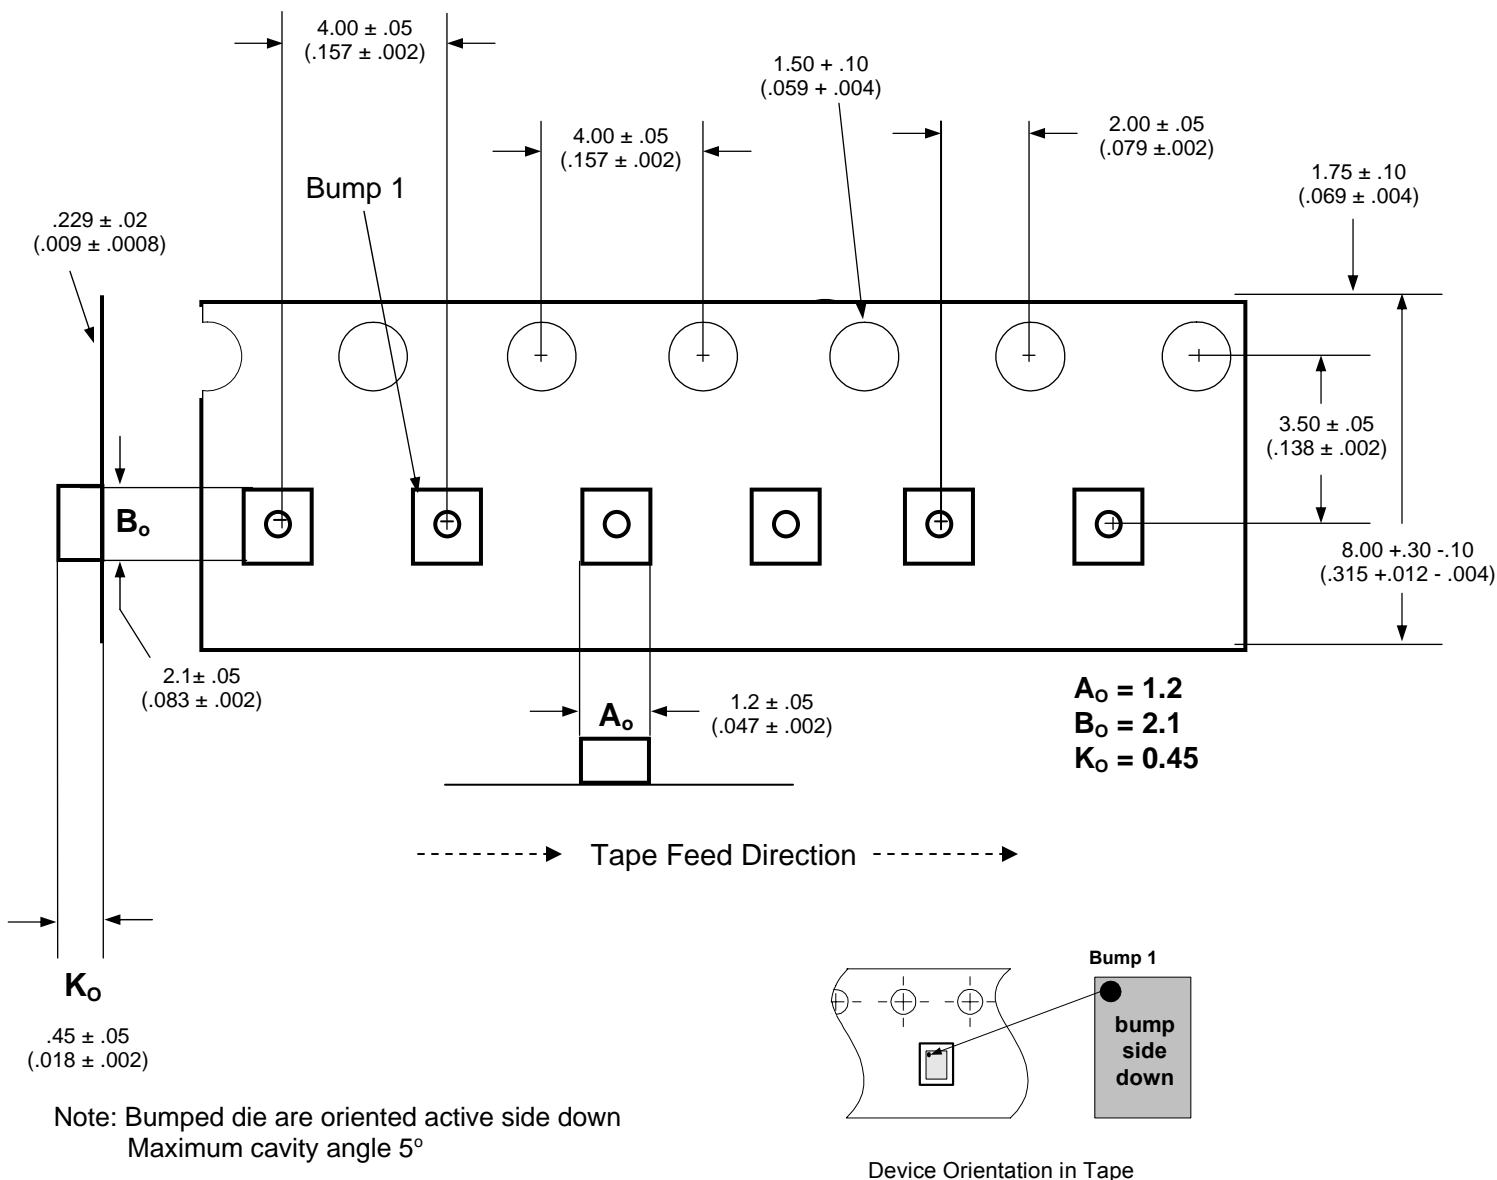 4.00 ± .05
(.157 ± .002)
1.50 + .10
(.059 + .004)
4.00 ± .05
(.157 ± .002)
2.00 ± .05
(.079 ±.002)
1.75 ± .10
(.069 ± .004)
Bump 1
.229 ± .02
(.009 ± .0008)
3.50 ± .05
(.138 ± .002)
Bo
8.00 +.30 -.10
(.315 +.012 - .004)
2.1± .05
(.083 ± .002)
Ao
1.2 ± .05
(.047 ± .002)
AO = 1.2
BO = 2.1
KO = 0.45
Tape Feed Direction
KO
.45 ± .05
(.018 ± .002)
Bump 1
bump
side
down
Note: Bumped die are oriented active side down
Maximum cavity angle 5º
Device Orientation in Tape